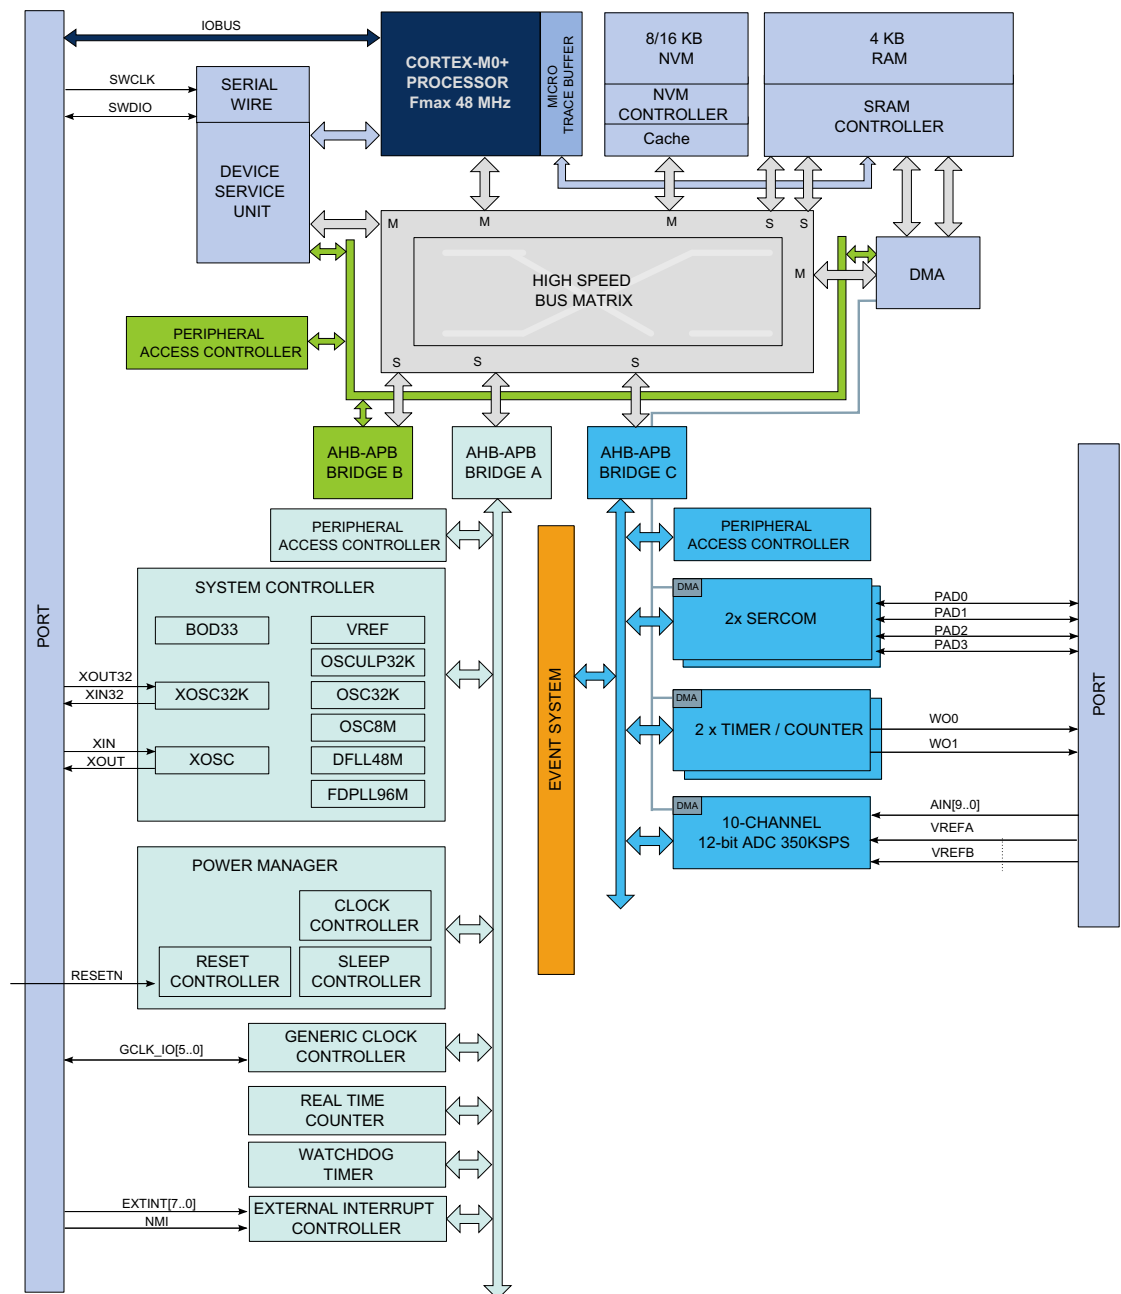 IOBUS
CORTEX-M0+
PROCESSOR
Fmax 48 MHz
MICRO
TRACE BUFFER
8/16 KB
NVM
NVM
CONTROLLER
Cache
4 KB
RAM
SRAM
CONTROLLER
SWCLK
SWDIO
SERIAL
WIRE
DEVICE
SERVICE
UNIT
M
M
M
S
S
M
HIGH SPEED
BUS MATRIX
DMA
PERIPHERAL
ACCESS CONTROLLER
S
S
S
AHB-APB
BRIDGE B
AHB-APB
BRIDGE A
AHB-APB
BRIDGE C
PERIPHERAL
ACCESS CONTROLLER
PERIPHERAL
ACCESS CONTROLLER
PORT
SYSTEM CONTROLLER
BOD33
VREF
OSCULP32K
XOUT32
XIN32
XOSC32K
OSC32K
OSC8M
XIN
XOUT
XOSC
DFLL48M
FDPLL96M
EVENT SYSTEM
DMA
2x SERCOM
PAD0
PAD1
PAD2
PAD3
PORT
DMA
2 x TIMER / COUNTER
WO0
WO1
DMA
10-CHANNEL
12-bit ADC 350KSPS
AIN[9..0]
VREFA
VREFB
POWER MANAGER
CLOCK
CONTROLLER
RESETN
RESET
CONTROLLER
SLEEP
CONTROLLER
GCLK_IO[5..0]
GENERIC CLOCK
CONTROLLER
REAL TIME
COUNTER
WATCHDOG
TIMER
EXTINT[7..0]
NMI
EXTERNAL INTERRUPT
CONTROLLER